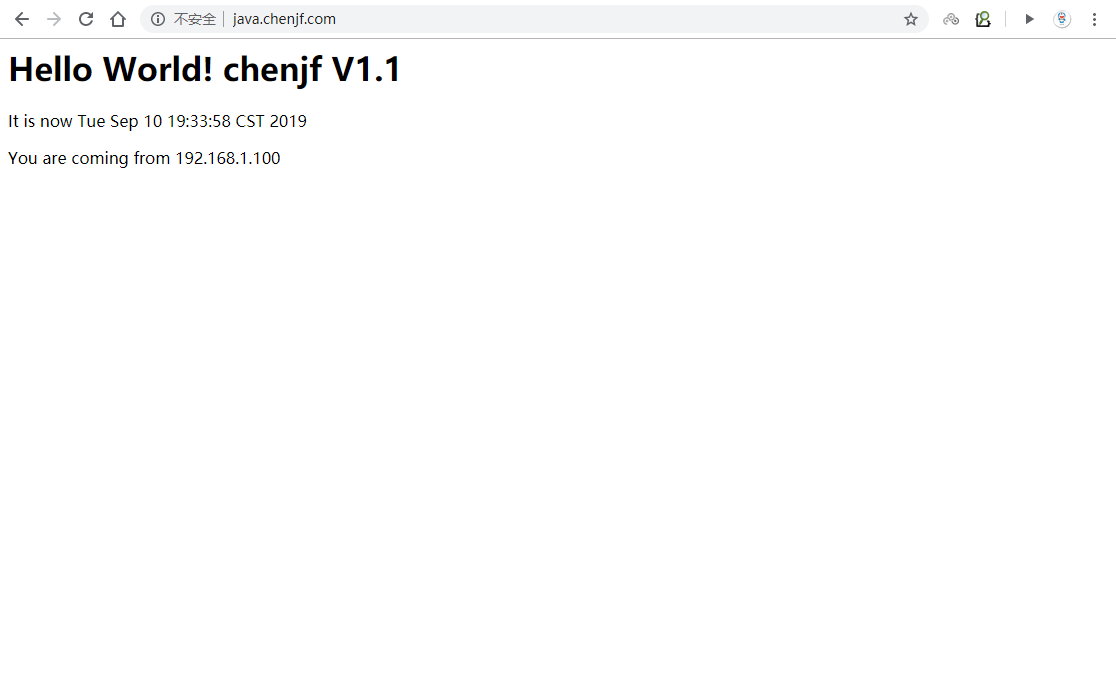 不安全 java.chenjf.com
Hello World! chenjf V1.1
It is now Tue Sep 10 19:33:58 CST 2019
You are coming from 192.168.1.100